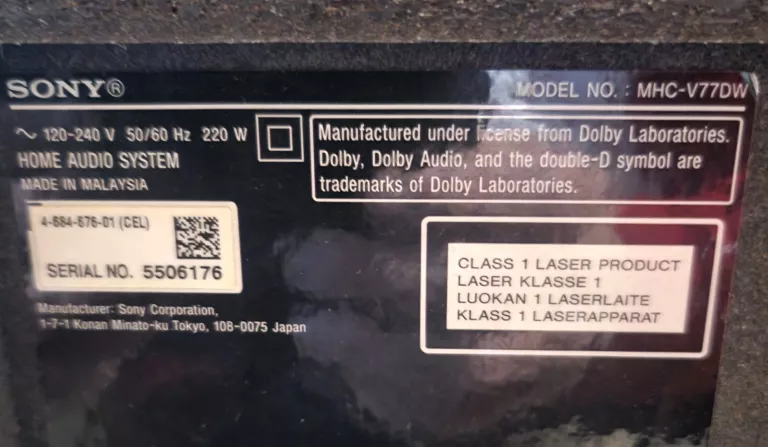 SONY®
MODEL NO. : MHC-V77DW
~ 120-240 V 50/60 Hz 220 W
HOME AUDIO SYSTEM
MADE IN MALAYSIA
Manufactured under license from Dolby Laboratories.
Dolby, Dolby Audio, and the double-D symbol are
trademarks of Dolby Laboratories.
4-684-676-01 (CEL)
SERIAL NO. 5506176
Manufacturer: Sony Corporation,
1-7-1 Konan Minato-ku Tokyo, 108-0075 Japan
CLASS 1 LASER PRODUCT
LASER KLASSE 1
LUOKAN 1 LASERLAITE
KLASS 1 LASERAPPARAT